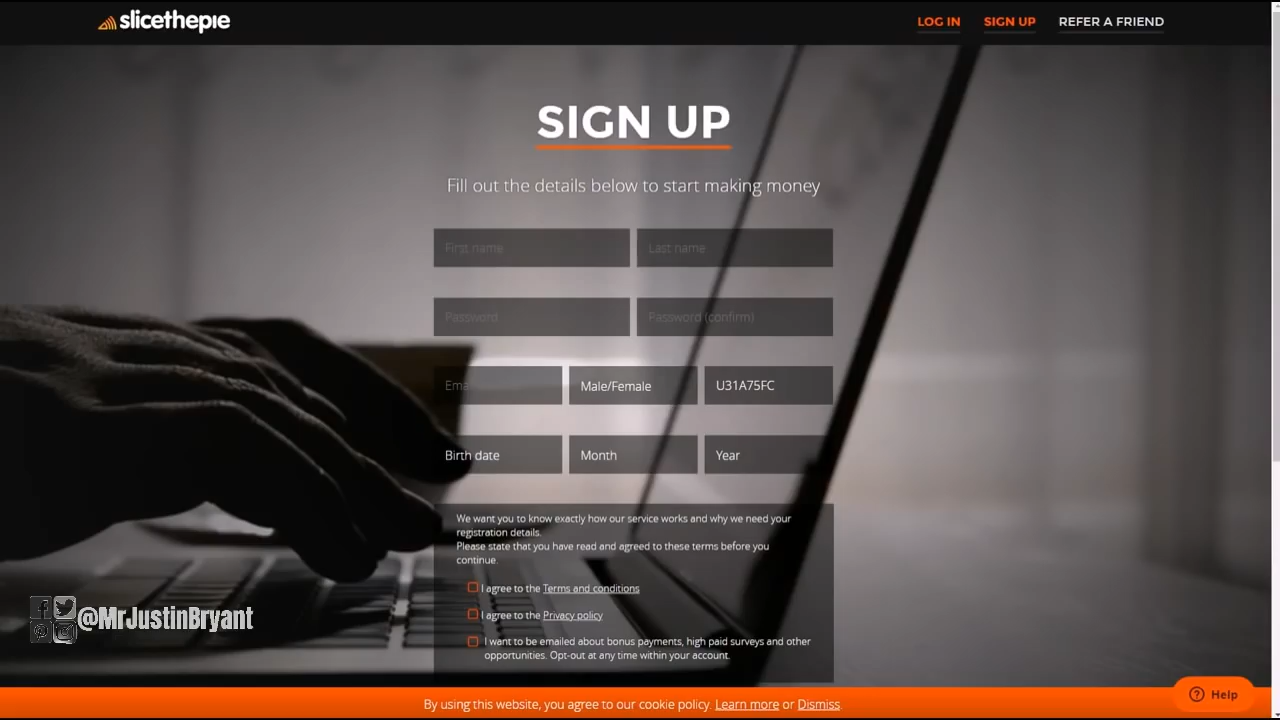 slicethepie
LOG IN
SIGN UP
REFER A FRIEND
SIGN UP
Fill out the details below to start making money
First name
Last name
Password
Password (confirm)
Ema
Male/Female
U31A75FC
Birth date
Month
Year
We want you to know exactly how our service works and why we need your
registration details.
Please state that you have read and agreed to these terms before you
continue.
I agree to the Terms and conditions
I agree to the Privacy policy
I want to be emailed about bonus payments, high paid surveys and other
opportunities. Opt-out at any time within your account.
@MrJustinBryant
By using this website, you agree to our cookie policy. Learn more or Dismiss.
? Help